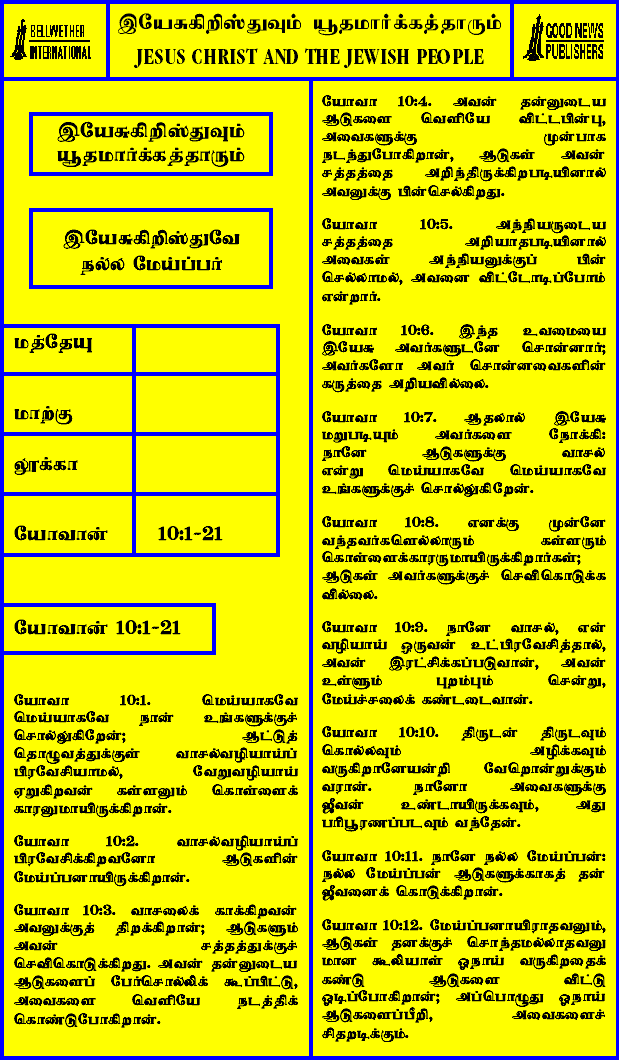 BELLWETHER
INTERNATIONAL
இயேசுகிறிஸ்துவும் யூதமார்க்கத்தாரும்
JESUS CHRIST AND THE JEWISH PEOPLE
GOOD NEWS
PUBLISHERS
இயேசுகிறிஸ்துவும்
யூதமார்க்கத்தாரும்
இயேசுகிறிஸ்துவே
நல்ல மேய்ப்பர்
மத்தேயு
மாற்கு
லூக்கா
யோவான் 10:1-21
யோவான் 10:1-21
யோவா 10:1. மெய்யாகவே
மெய்யாகவே நான் உங்களுக்குச்
சொல்லுகிறேன்; ஆட்டுத்
தொழுவத்துக்குள் வாசல்வழியாய்ப்
பிரவேசியாமல், வேறுவழியாய்
ஏறுகிறவன் கள்ளனும் கொள்ளைக்
காரனுமாயிருக்கிறான்.
யோவா 10:2. வாசல்வழியாய்ப்
பிரவேசிக்கிறவனோ ஆடுகளின்
மேய்ப்பனாயிருக்கிறான்.
யோவா 10:3. வாசலைக் காக்கிறவன்
அவனுக்குத் திறக்கிறான்; ஆடுகளும்
அவன் சத்தத்துக்குச்
செவிகொடுக்கிறது. அவன் தன்னுடைய
ஆடுகளைப் பேர்சொல்லிக் கூப்பிட்டு,
அவைகளை வெளியே நடத்திக்
கொண்டுபோகிறான்.
யோவா 10:4. அவன் தன்னுடைய
ஆடுகளை வெளியே விட்டபின்பு,
அவைகளுக்கு முன்பாக
நடந்துபோகிறான், ஆடுகள் அவன்
சத்தத்தை அறிந்திருக்கிறபடியினால்
அவனுக்கு பின்செல்கிறது.
யோவா 10:5. அந்நியருடைய
சத்தத்தை அறியாதபடியினால்
அவைகள் அந்நியனுக்குப் பின்
செல்லாமல், அவனை விட்டோடிப்போம்
என்றார்.
யோவா 10:6. இந்த உவமையை
இயேசு அவர்களுடனே சொன்னார்;
அவர்களோ அவர் சொன்னவைகளின்
கருத்தை அறியவில்லை.
யோவா 10:7. ஆதலால் இயேசு
மறுபடியும் அவர்களை நோக்கி:
நானே ஆடுகளுக்கு வாசல்
என்று மெய்யாகவே மெய்யாகவே
உங்களுக்குச் சொல்லுகிறேன்.
யோவா 10:8. எனக்கு முன்னே
வந்தவர்களெல்லாரும் கள்ளரும்
கொள்ளைக்காரருமாயிருக்கிறார்கள்;
ஆடுகள் அவர்களுக்குச் செவிகொடுக்க
வில்லை.
யோவா 10:9. நானே வாசல், என்
வழியாய் ஒருவன் உட்பிரவேசித்தால்,
அவன் இரட்சிக்கப்படுவான், அவன்
உள்ளும் புறம்பும் சென்று,
மேய்ச்சலைக் கண்டடைவான்.
யோவா 10:10. திருடன் திருடவும்
கொல்லவும் அழிக்கவும்
வருகிறானேயன்றி வேறொன்றுக்கும்
வரான். நானோ அவைகளுக்கு
ஜீவன் உண்டாயிருக்கவும், அது
பரிபூரணப்படவும் வந்தேன்.
யோவா 10:11. நானே நல்ல மேய்ப்பன்:
நல்ல மேய்ப்பன் ஆடுகளுக்காகத் தன்
ஜீவனைக் கொடுக்கிறான்.
யோவா 10:12. மேய்ப்பனாயிராதவனும்,
ஆடுகள் தனக்குச் சொந்தமல்லாதவனு
மான கூலியாள் ஓநாய் வருகிறதைக்
கண்டு ஆடுகளை விட்டு
ஓடிப்போகிறான்; அப்பொழுது ஓநாய்
ஆடுகளைப்பீறி, அவைகளைச்
சிதறடிக்கும்.